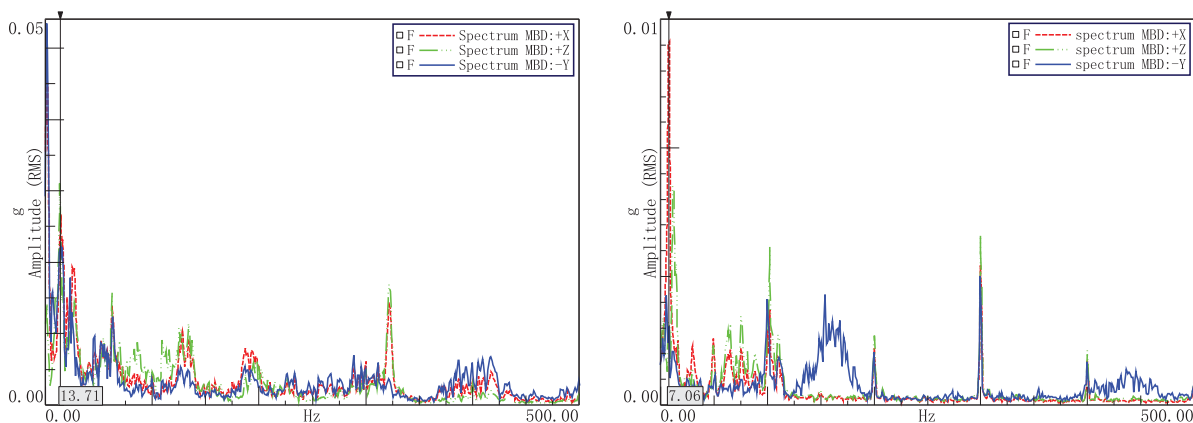 0.05
F Spectrum MBD:+X
F Spectrum MBD:+Z
F Spectrum MBD:-Y
g
Amplitude (RMS)
0.00
13.71
0.00
Hz
500.00
0.01
F spectrum MBD:+X
F spectrum MBD:+Z
F spectrum MBD:-Y
g
Amplitude (RMS)
0.00
7.06
0.00
Hz
500.00